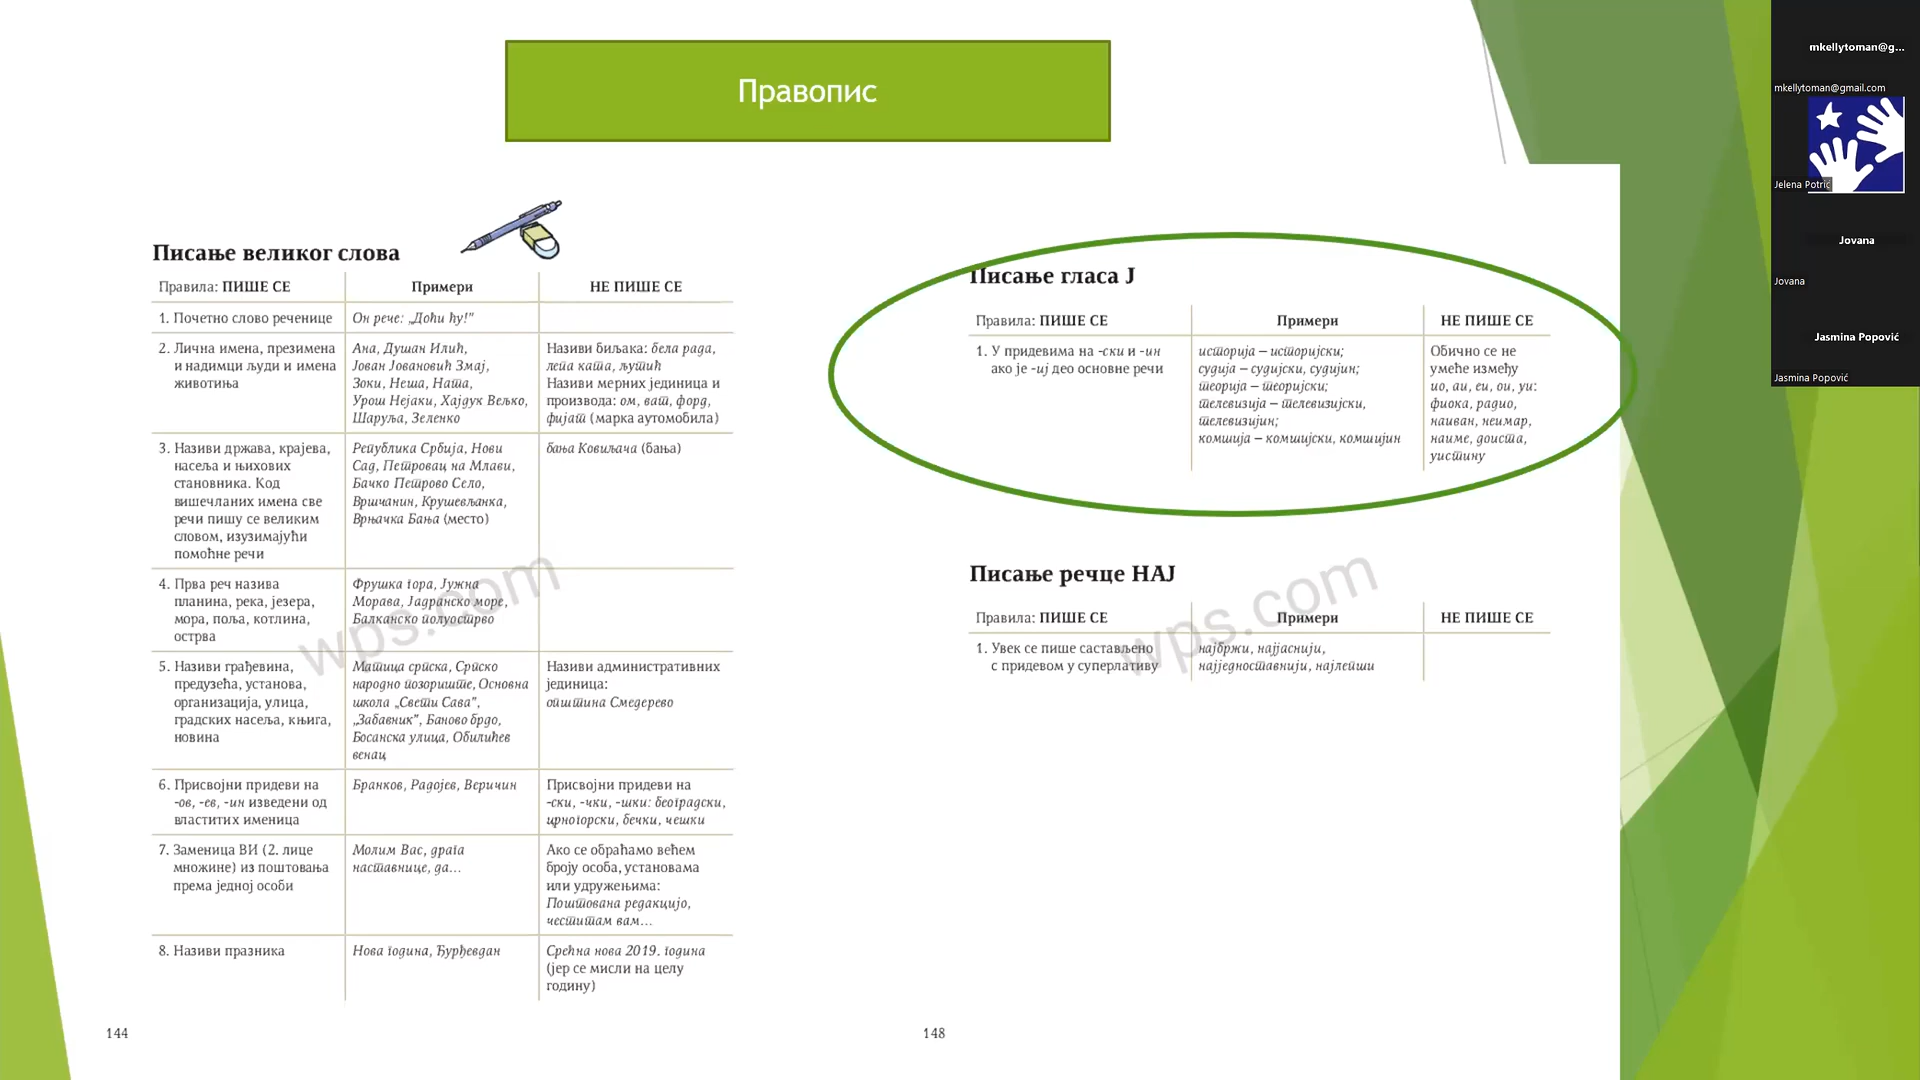 Правопис
Писање великог слова
Правила: ПИШЕ СЕ
Примери
НЕ ПИШЕ СЕ
1. Почетно слово реченице
Он рече: „Доћи ћу!"
2. Лична имена, презимена
и надимци људи и имена
животиња
Ана, Душан Илић,
Јован Јовановић Змај,
Зоки, Неша, Ната,
Урош Нејаки, Хајдук Вељко,
Шаруља, Зеленко
Називи биљака: бела рада,
лепа ката, љутић
Називи мерних јединица и
производа: ом, ват, форд,
фијат (марка аутомобила)
3. Називи држава, крајева,
насеља и њихових
становника. Код
вишечланих имена све
речи пишу се великим
словом, изузимајући
помоћне речи
Република Србија, Нови
Сад, Петровац на Млави,
Бачко Петрово Село,
Вршчанин, Крушевљанка,
Врњачка Бања (место)
бања Ковиљача (бања)
4. Прва реч назива
планина, река, језера,
мора, поља, котлина,
острва
Фрушка гора, Јужна
Морава, Јадранско море,
Балканско полуострво
5. Називи грађевина,
предузећа, установа,
организација, улица,
градских насеља, књига,
новина
Матица српска, Српско
народно позориште, Основна
школа „Свети Сава",
„Забавник", Баново брдо,
Босанска улица, Обилићев
венац
Називи административних
јединица:
општина Смедерево
6. Присвојни придеви на
-ов, -ев, -ин изведени од
властитих именица
Бранков, Радојев, Веричин
Присвојни придеви на
-ски, -чки, -шки: београдски,
црногорски, бечки, чешки
7. Заменица ВИ (2. лице
множине) из поштовања
према једној особи
Молим Вас, драга
наставнице, да...
Ако се обраћамо већем
броју особа, установама
или удружењима:
Поштована редакцијо,
честитам вам...
8. Називи празника
Нова година, Ђурђевдан
Срећна нова 2019. година
(јер се мисли на целу
годину)
144
Писање гласа Ј
Правила: ПИШЕ СЕ
Примери
НЕ ПИШЕ СЕ
1. У придевима на -ски и -ин
ако је -иј део основне речи
историја – историјски;
судија – судијски, судијин;
теорија – теоријски;
телевизија – телевизијски,
телевизијин;
комшија – комшијски, комшијин
Обично се не
умеће између
ио, аи, еи, ои, уи:
фиока, радио,
наиван, неимар,
наиме, доиста,
уистину
Писање речце НАЈ
Правила: ПИШЕ СЕ
Примери
НЕ ПИШЕ СЕ
1. Увек се пише састављено
с придевом у суперлативу
најбржи, најјаснији,
најједноставнији, најлепши
148
wps.com
wps.com
mkellytoman@g...
mkellytoman@gmail.com
Jelena Potrić
Jovana
Jovana
Jasmina Popović
Jasmina Popović